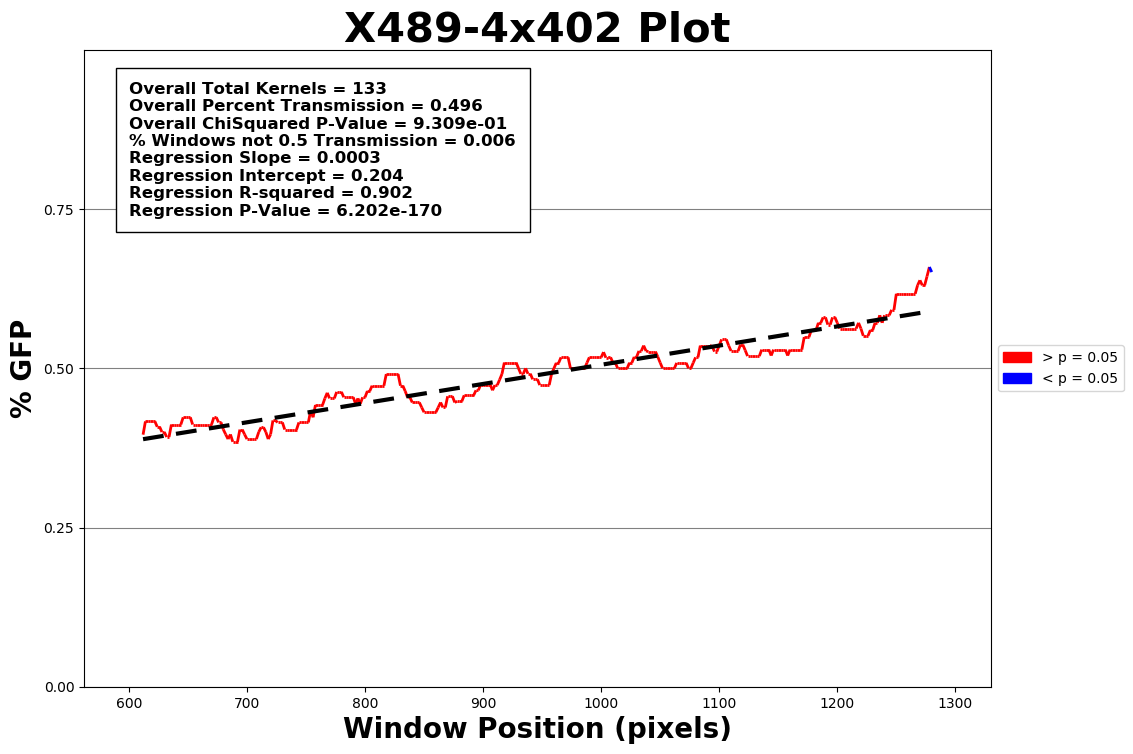 X489-4x402 Plot
Overall Total Kernels = 133
Overall Percent Transmission = 0.496
Overall ChiSquared P-Value = 9.309e-01
% Windows not 0.5 Transmission = 0.006
Regression Slope = 0.0003
Regression Intercept = 0.204
Regression R-squared = 0.902
Regression P-Value = 6.202e-170
% GFP
0.75
0.50
0.25
0.00
> p = 0.05
< p = 0.05
600 700 800 900 1000 1100 1200 1300
Window Position (pixels)